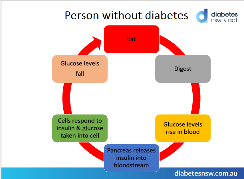 Person without diabetes
diabetes
nsw & act
Eat
Digest
Glucose levels
rise in blood
Pancreas releases
insulin into
bloodstream
Cells respond to
insulin & glucose
taken into cell
Glucose levels
fall
diabetesnsw.com.au